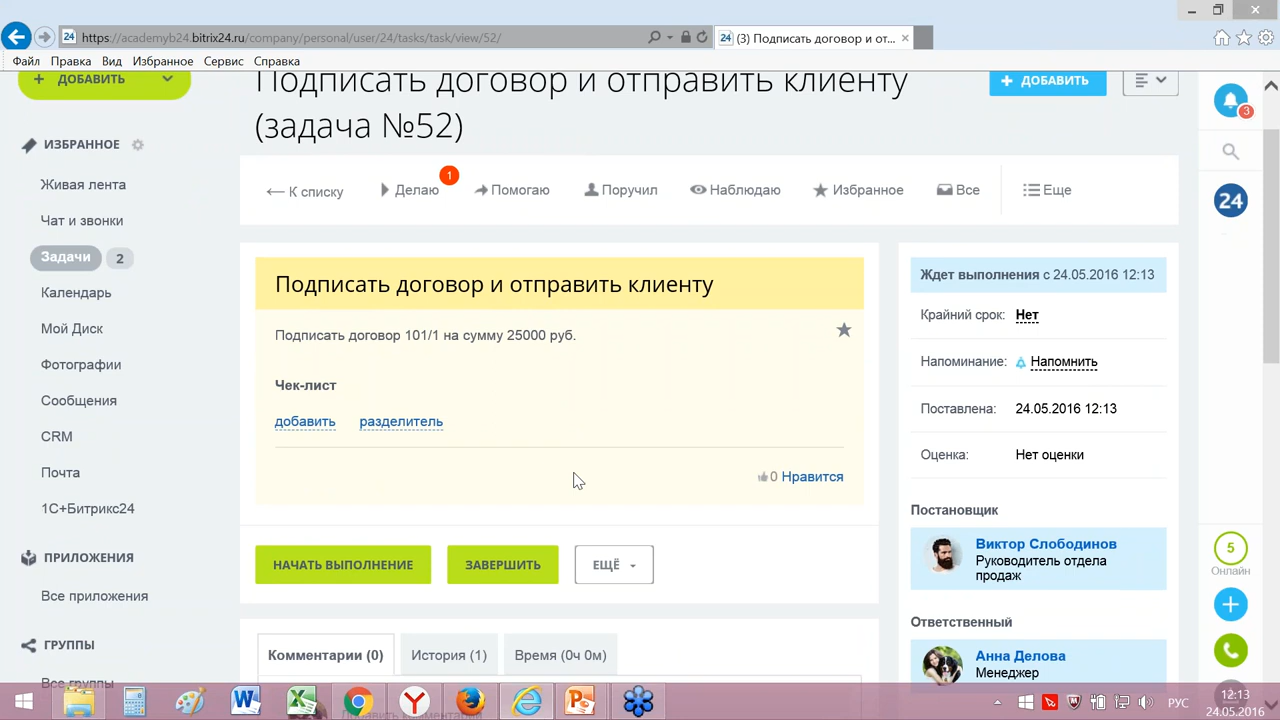 https://academyb24.bitrix24.ru/company/personal/user/24/tasks/task/view/52/
24 (3) Подписать договор и от...
Файл Правка Вид Избранное Сервис Справка
ДОБАВИТЬ
Подписать договор и отправить клиенту
(задача №52)
ДОБАВИТЬ
3
ИЗБРАННОЕ
Живая лента
Чат и звонки
Задачи 2
Календарь
Мой Диск
Фотографии
Сообщения
CRM
Почта
1С+Битрикс24
ПРИЛОЖЕНИЯ
Все приложения
ГРУППЫ
Все группы
К списку Делаю 1 Помогаю Поручил Наблюдаю Избранное Все Еще
Подписать договор и отправить клиенту
Подписать договор 101/1 на сумму 25000 руб.
Чек-лист
добавить разделитель
0 Нравится
НАЧАТЬ ВЫПОЛНЕНИЕ ЗАВЕРШИТЬ ЕЩЁ
Комментарии (0) История (1) Время (0ч 0м)
Добавить комментарий
Ждет выполнения с 24.05.2016 12:13
Крайний срок: Нет
Напоминание: Напомнить
Поставлена: 24.05.2016 12:13
Оценка: Нет оценки
Постановщик
Виктор Слободинов
Руководитель отдела
продаж
Ответственный
Анна Делова
Менеджер
24
5
Онлайн
РУС
12:13
24.05.2016